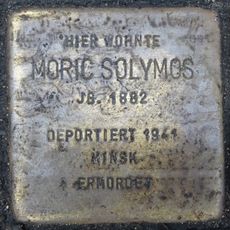 HIER WOHNTE
MORIC SOLYMOS
JG. 1882
DEPORTIERT 1941
MINSK
ERMORDET